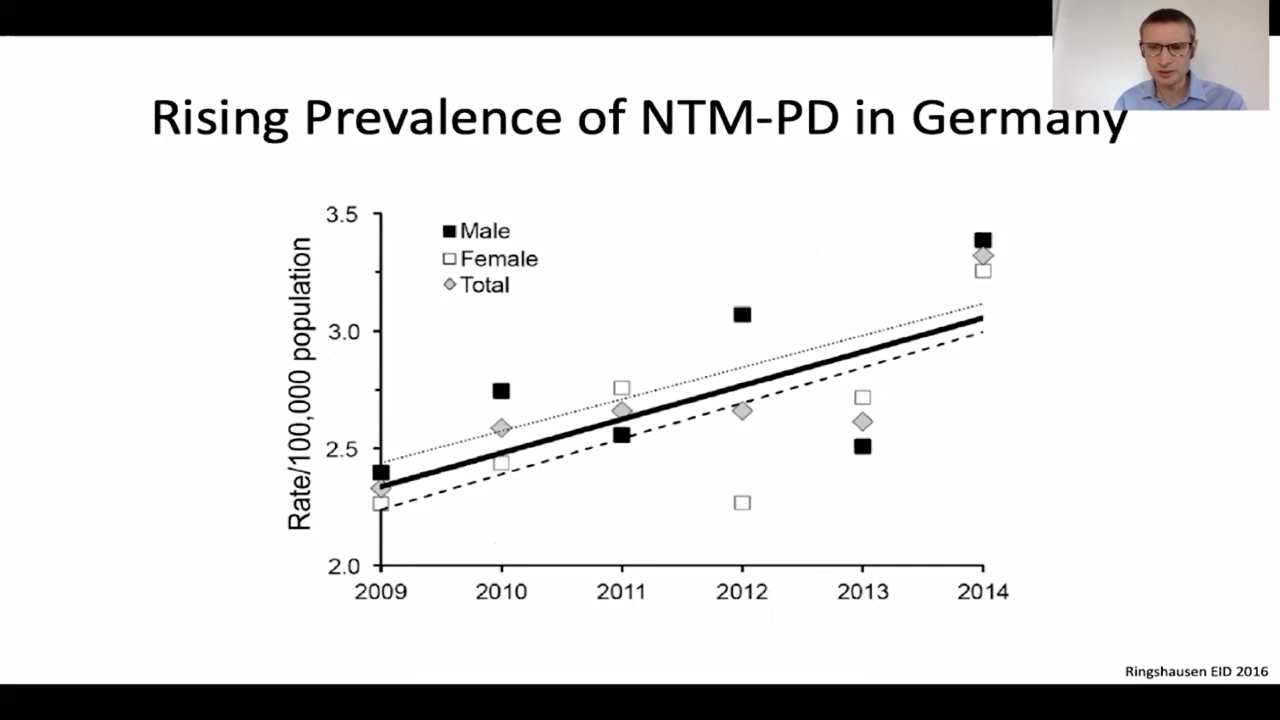 Rising Prevalence of NTM-PD in Germany
Rate/100,000 population
3.5
3.0
2.5
2.0
Male
Female
Total
2009 2010 2011 2012 2013 2014
Ringshausen EID 2016